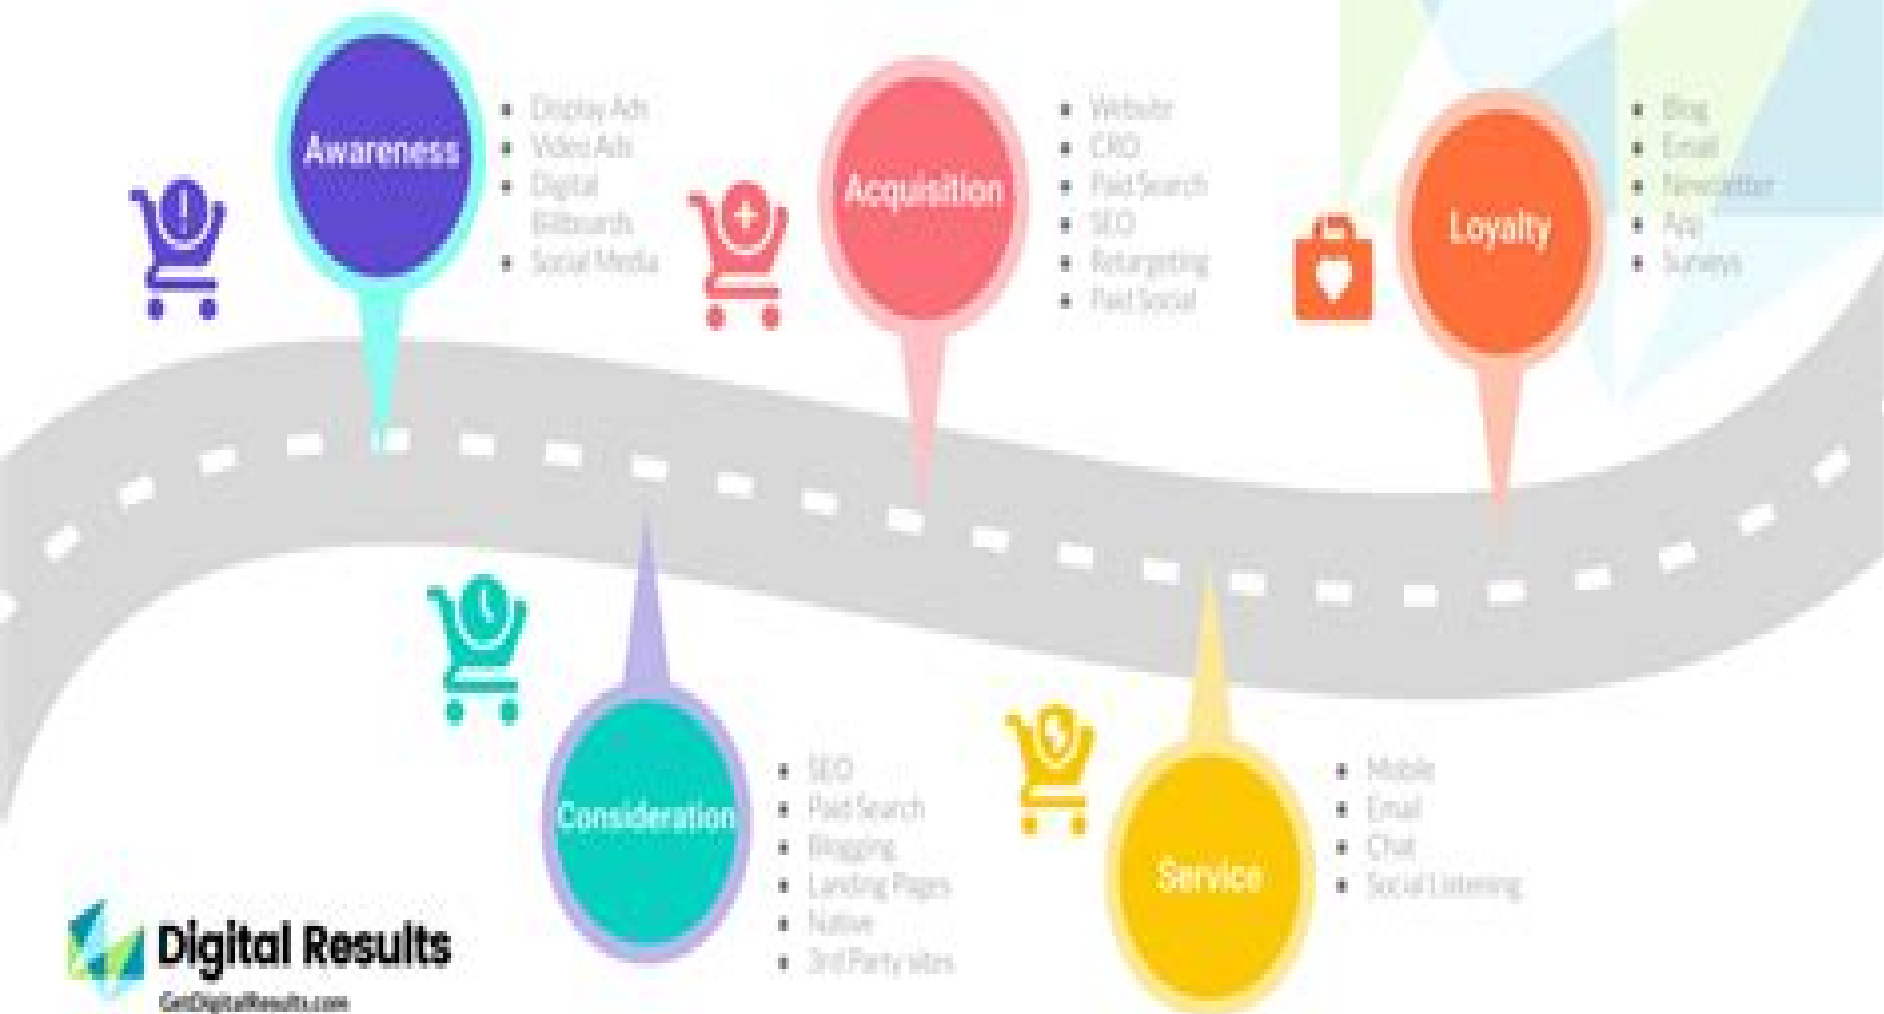 Awareness
Display Ads
Video Ads
Digital
Billboards
Social Media
Acquisition
Website
CRO
Paid Search
SEO
Retargeting
Paid Social
Loyalty
Blog
Email
Newsletter
App
Surveys
Consideration
SEO
Paid Search
Blogging
Landing Pages
Native
3rd Party sites
Service
Mobile
Email
Chat
Social Listening
Digital Results
GetDigitalResults.com